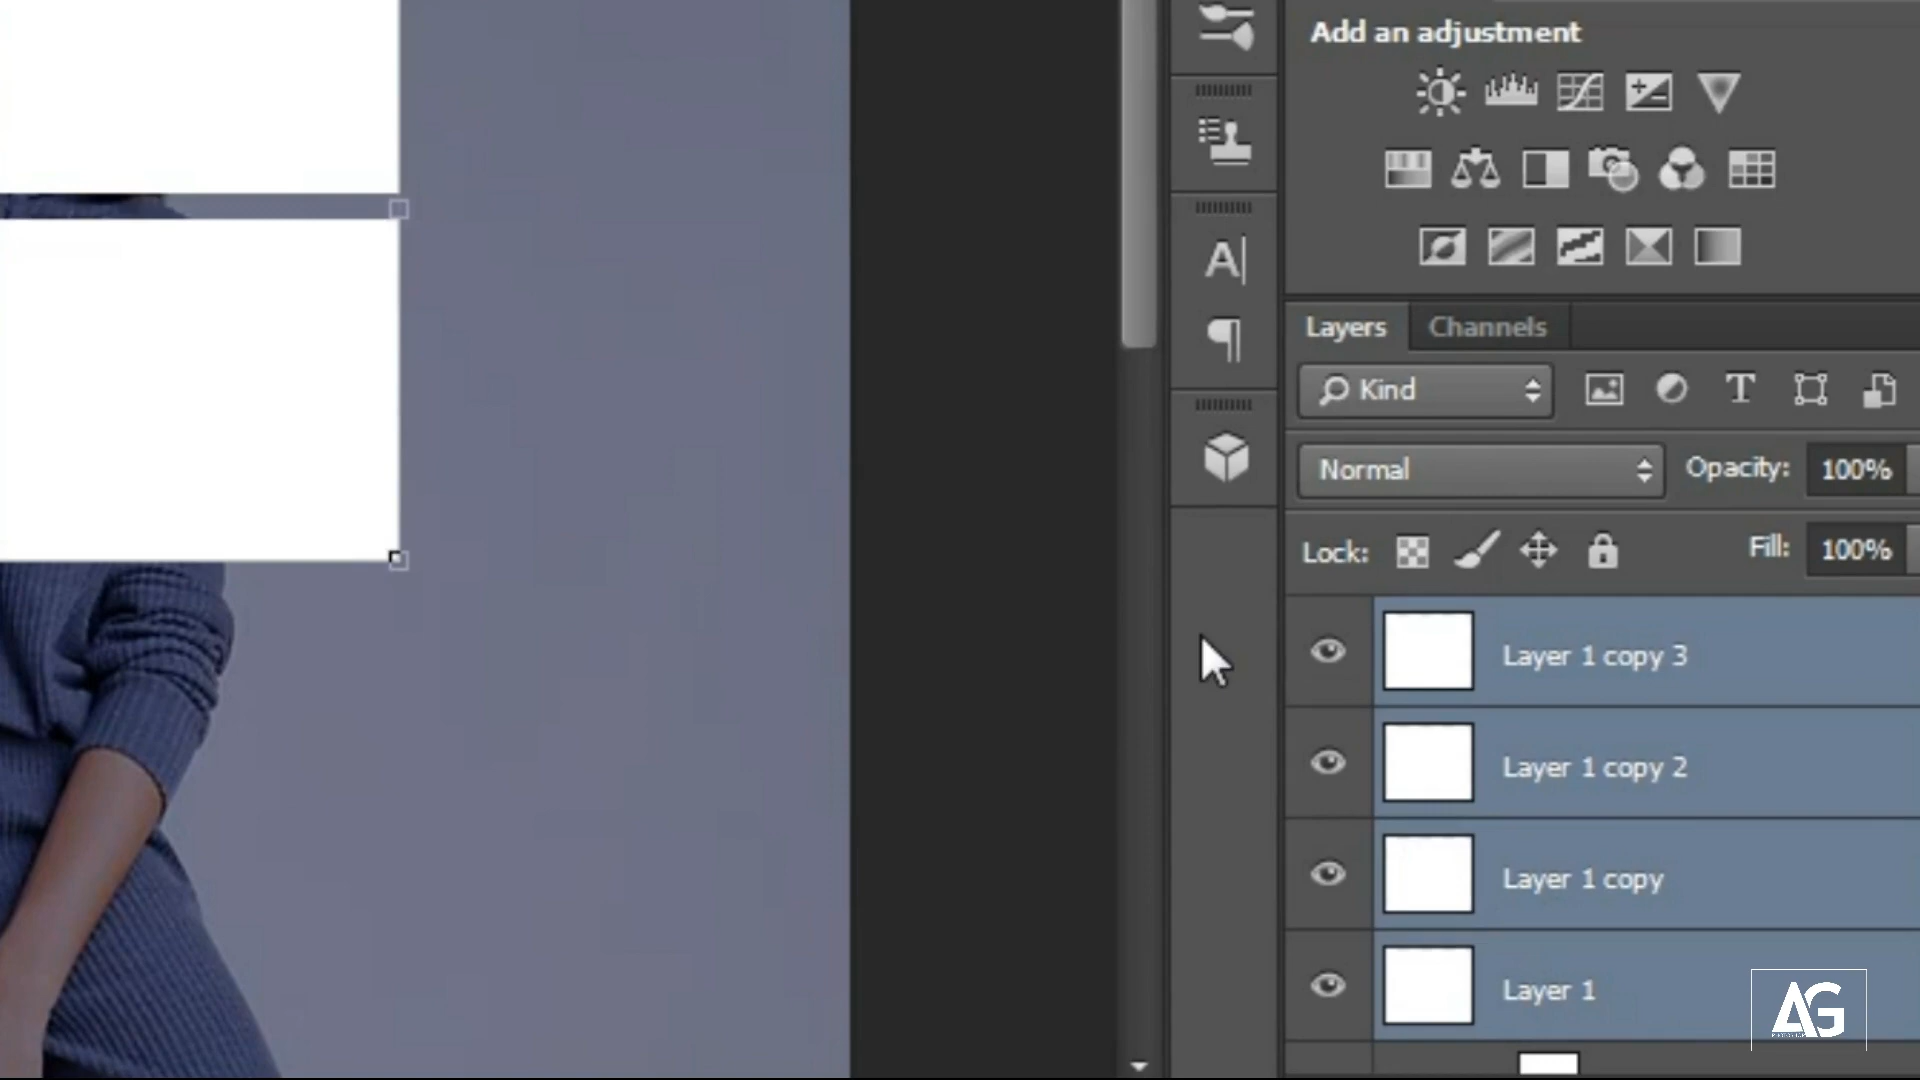 Add an adjustment
A
Layers Channels
Kind T
Normal Opacity: 100%
Lock: Fill: 100%
Layer 1 copy 3
Layer 1 copy 2
Layer 1 copy
Layer 1
AG